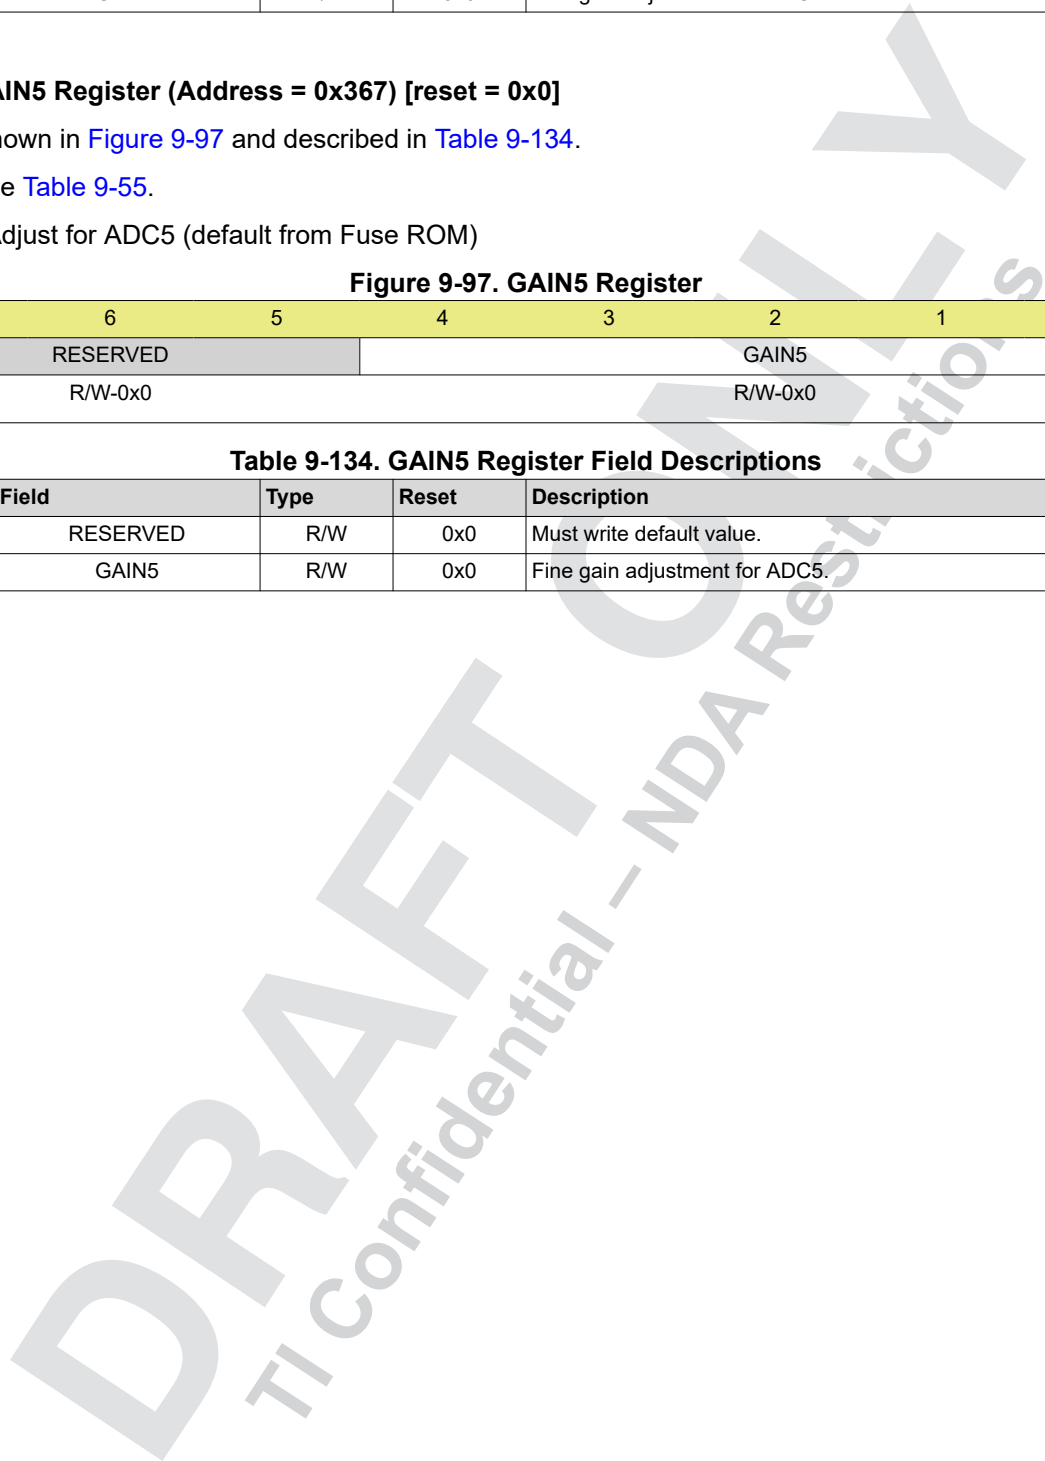 AIN5 Register (Address = 0x367) [reset = 0x0]
hown in Figure 9-97 and described in Table 9-134.
e Table 9-55.
Adjust for ADC5 (default from Fuse ROM)
Figure 9-97. GAIN5 Register
6 5 4 3 2 1
RESERVED GAIN5
R/W-0x0 R/W-0x0
Table 9-134. GAIN5 Register Field Descriptions
Field Type Reset Description
RESERVED R/W 0x0 Must write default value.
GAIN5 R/W 0x0 Fine gain adjustment for ADC5.
DRAFT ONLY
TI Confidential – NDA Restrictions